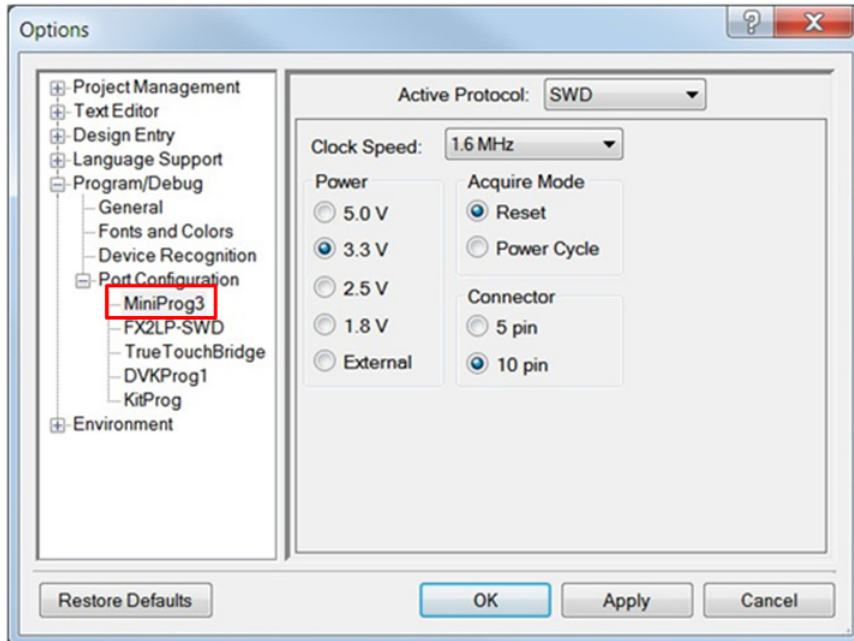 Options
Project Management
Text Editor
Design Entry
Language Support
Program/Debug
General
Fonts and Colors
Device Recognition
Port Configuration
MiniProg3
FX2LP-SWD
TrueTouchBridge
DVKProg1
KitProg
Environment
Active Protocol: SWD
Clock Speed: 1.6 MHz
Power
5.0 V
3.3 V
2.5 V
1.8 V
External
Acquire Mode
Reset
Power Cycle
Connector
5 pin
10 pin
Restore Defaults OK Apply Cancel